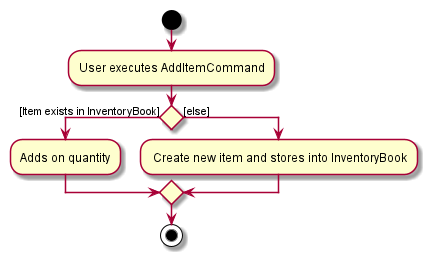 User executes AddItemCommand
[Item exists in InventoryBook]
[else]
Adds on quantity
Create new item and stores into InventoryBook